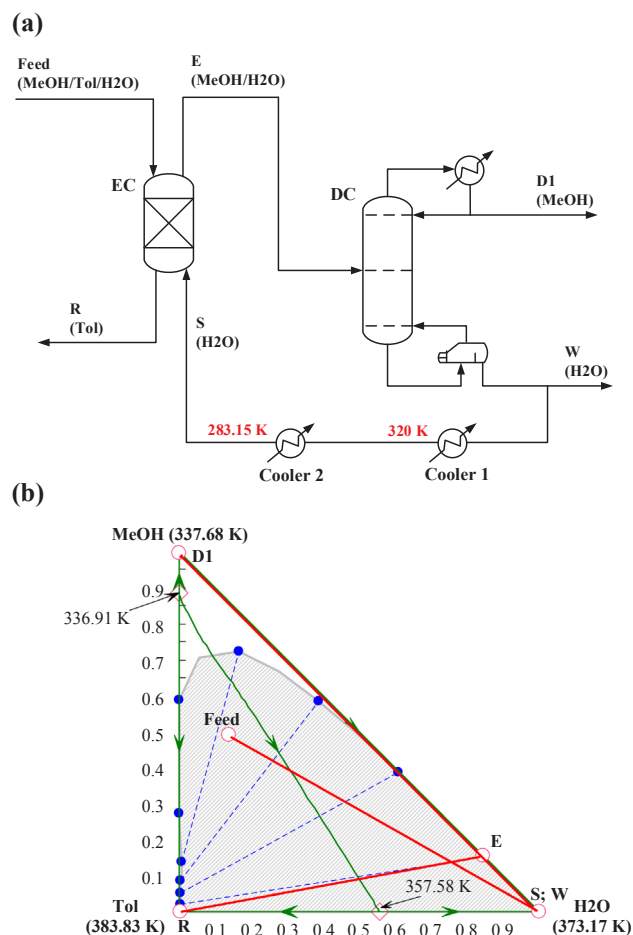 (a)
Feed
(MeOH/Tol/H2O)
E
(MeOH/H2O)
EC
DC
D1
(MeOH)
R
(Tol)
S
(H2O)
W
(H2O)
283.15 K
320 K
Cooler 2
Cooler 1
(b)
MeOH (337.68 K)
D1
0.9
336.91 K
0.8
0.7
0.6
Feed
0.5
0.4
0.3
0.2
E
0.1
357.58 K
S; W
Tol
H2O
(383.83 K)
R
(373.17 K)
0.1 0.2 0.3 0.4 0.5 0.6 0.7 0.8 0.9